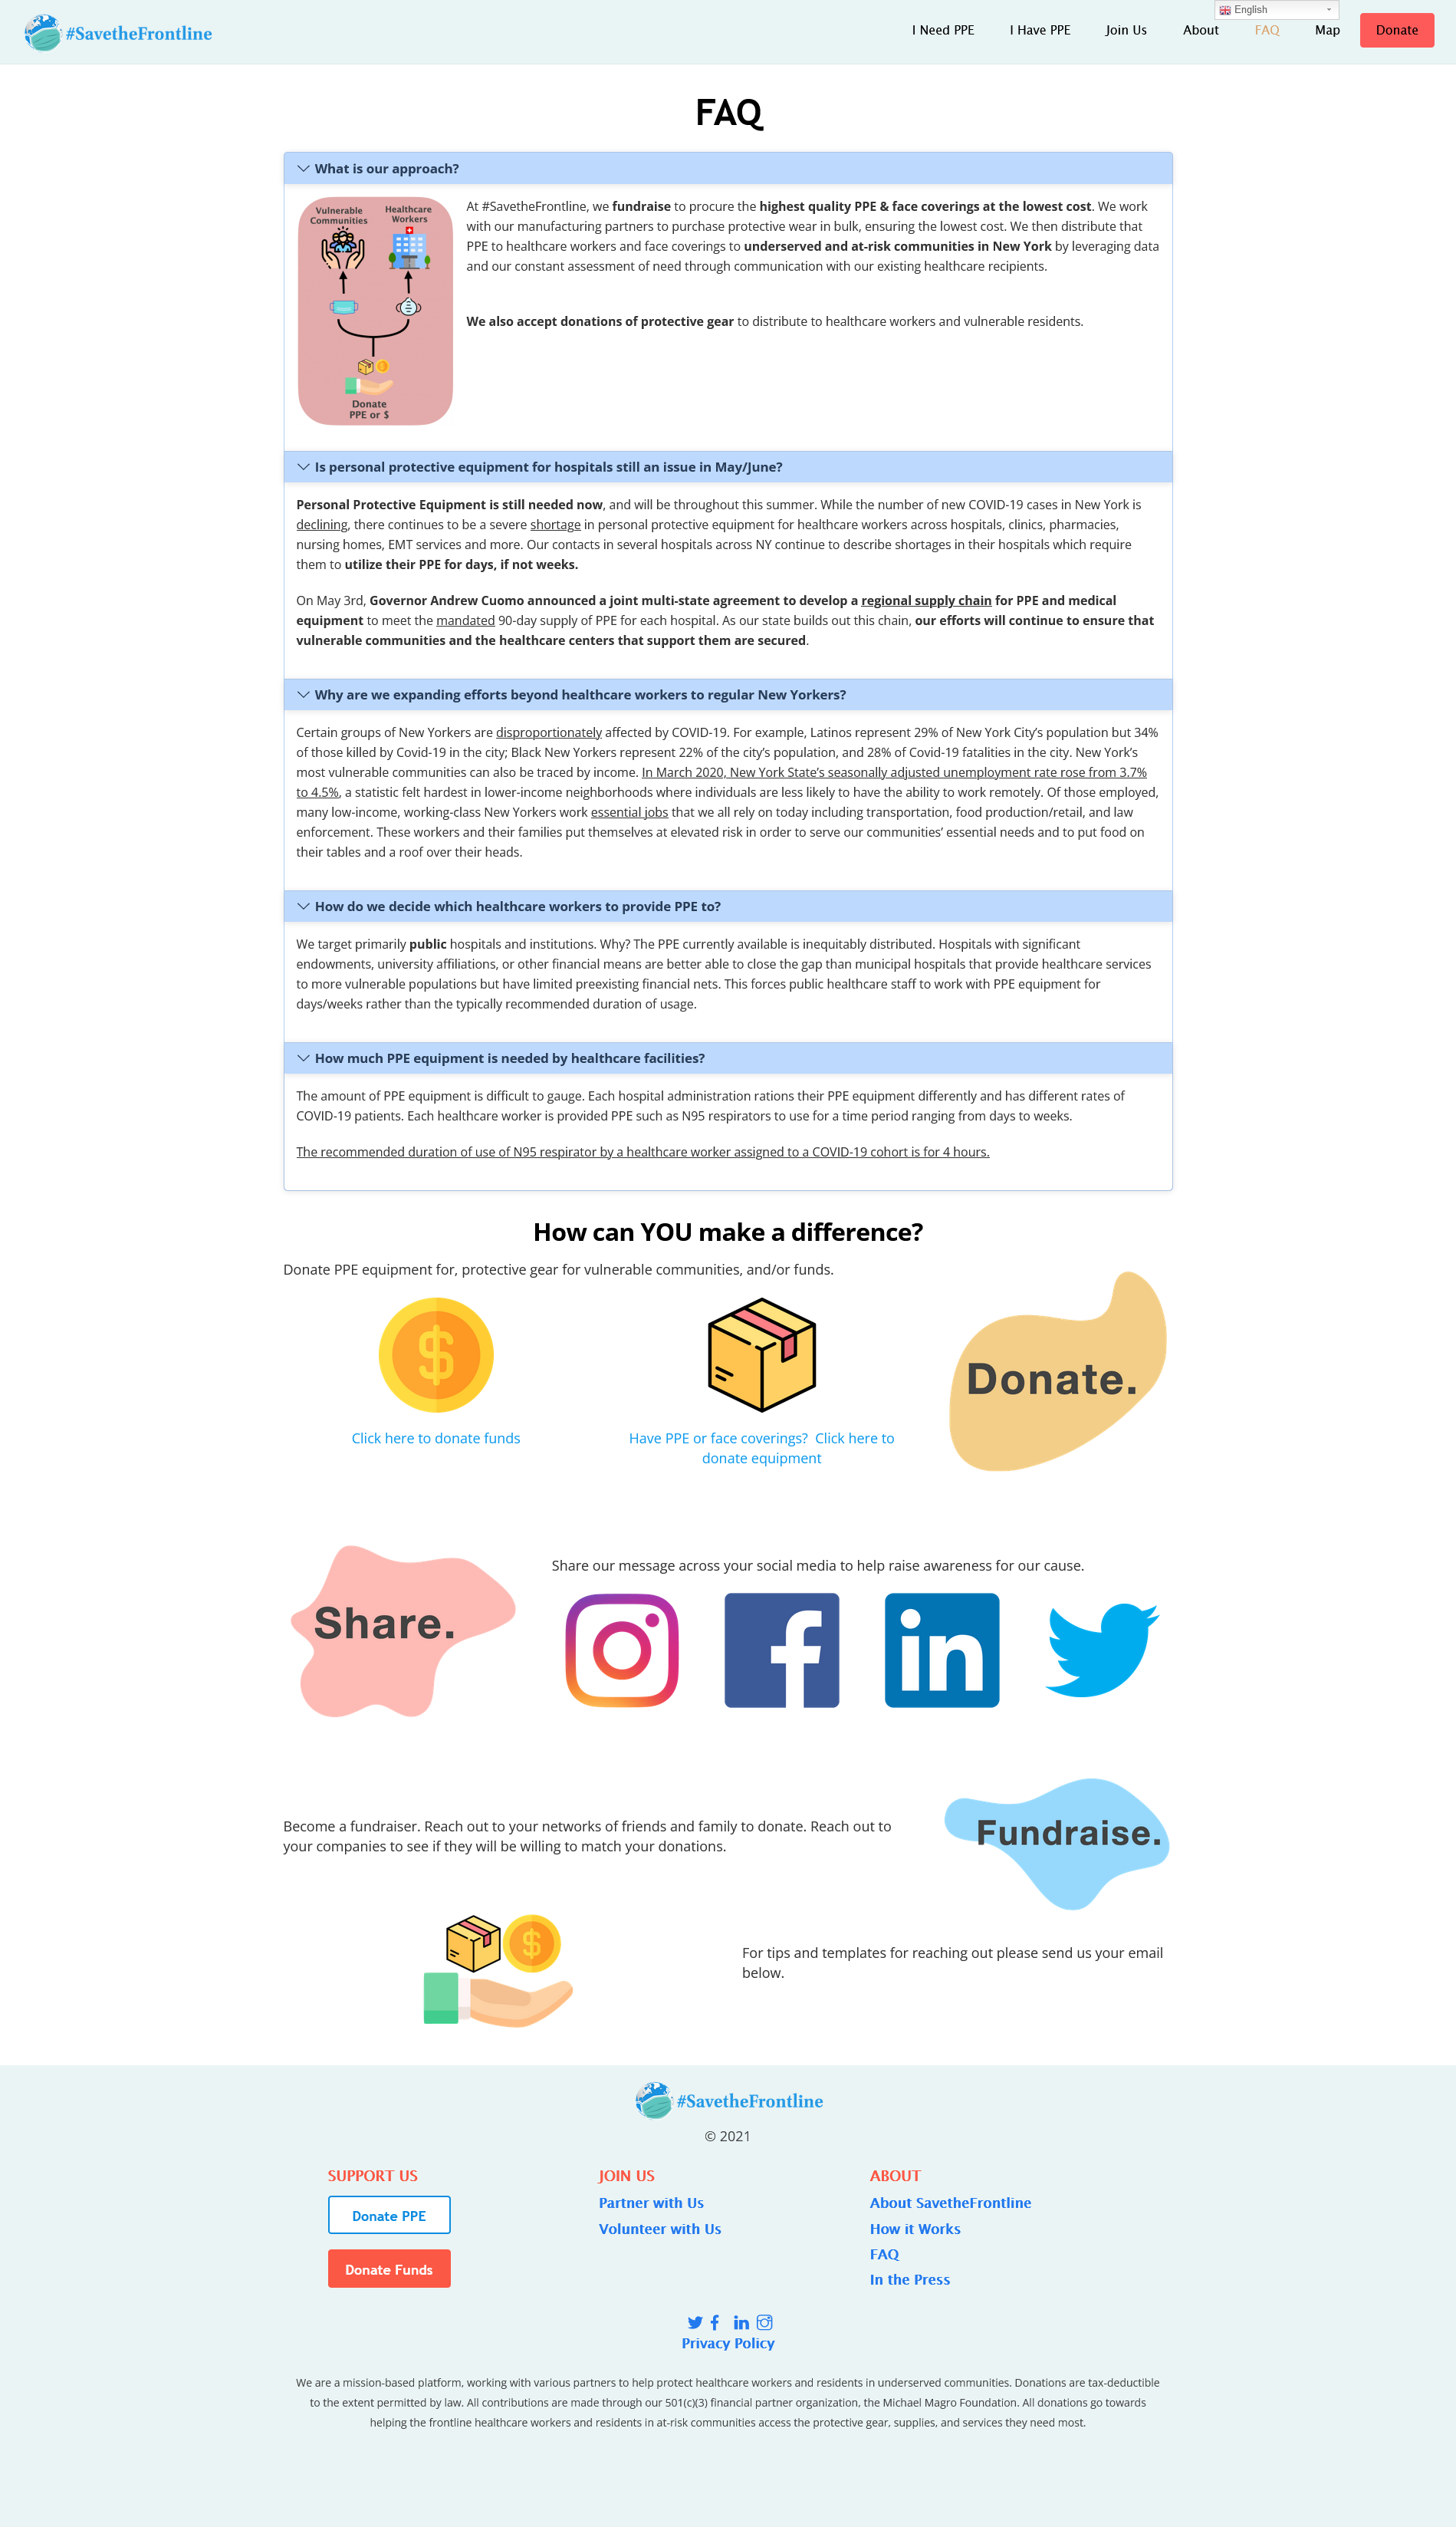 #SavetheFrontline
I Need PPE
I Have PPE
Join Us
About
FAQ
Map
Donate
English
FAQ
What is our approach?
Vulnerable Communities
Healthcare Workers
Donate
PPE or $
At #SavetheFrontline, we fundraise to procure the highest quality PPE & face coverings at the lowest cost. We work
with our manufacturing partners to purchase protective wear in bulk, ensuring the lowest cost. We then distribute that
PPE to healthcare workers and face coverings to underserved and at-risk communities in New York by leveraging data
and our constant assessment of need through communication with our existing healthcare recipients.
We also accept donations of protective gear to distribute to healthcare workers and vulnerable residents.
Is personal protective equipment for hospitals still an issue in May/June?
Personal Protective Equipment is still needed now, and will be throughout this summer. While the number of new COVID-19 cases in New York is
declining, there continues to be a severe shortage in personal protective equipment for healthcare workers across hospitals, clinics, pharmacies,
nursing homes, EMT services and more. Our contacts in several hospitals across NY continue to describe shortages in their hospitals which require
them to utilize their PPE for days, if not weeks.
On May 3rd, Governor Andrew Cuomo announced a joint multi-state agreement to develop a regional supply chain for PPE and medical
equipment to meet the mandated 90-day supply of PPE for each hospital. As our state builds out this chain, our efforts will continue to ensure that
vulnerable communities and the healthcare centers that support them are secured.
Why are we expanding efforts beyond healthcare workers to regular New Yorkers?
Certain groups of New Yorkers are disproportionately affected by COVID-19. For example, Latinos represent 29% of New York City’s population but 34%
of those killed by Covid-19 in the city; Black New Yorkers represent 22% of the city’s population, and 28% of Covid-19 fatalities in the city. New York’s
most vulnerable communities can also be traced by income. In March 2020, New York State’s seasonally adjusted unemployment rate rose from 3.7%
to 4.5%, a statistic felt hardest in lower-income neighborhoods where individuals are less likely to have the ability to work remotely. Of those employed,
many low-income, working-class New Yorkers work essential jobs that we all rely on today including transportation, food production/retail, and law
enforcement. These workers and their families put themselves at elevated risk in order to serve our communities’ essential needs and to put food on
their tables and a roof over their heads.
How do we decide which healthcare workers to provide PPE to?
We target primarily public hospitals and institutions. Why? The PPE currently available is inequitably distributed. Hospitals with significant
endowments, university affiliations, or other financial means are better able to close the gap than municipal hospitals that provide healthcare services
to more vulnerable populations but have limited preexisting financial nets. This forces public healthcare staff to work with PPE equipment for
days/weeks rather than the typically recommended duration of usage.
How much PPE equipment is needed by healthcare facilities?
The amount of PPE equipment is difficult to gauge. Each hospital administration rations their PPE equipment differently and has different rates of
COVID-19 patients. Each healthcare worker is provided PPE such as N95 respirators to use for a time period ranging from days to weeks.
The recommended duration of use of N95 respirator by a healthcare worker assigned to a COVID-19 cohort is for 4 hours.
How can YOU make a difference?
Donate PPE equipment for, protective gear for vulnerable communities, and/or funds.
Click here to donate funds
Have PPE or face coverings? Click here to
donate equipment
Donate.
Share.
Share our message across your social media to help raise awareness for our cause.
Become a fundraiser. Reach out to your networks of friends and family to donate. Reach out to
your companies to see if they will be willing to match your donations.
Fundraise.
For tips and templates for reaching out please send us your email
below.
#SavetheFrontline
© 2021
SUPPORT US
Donate PPE
Donate Funds
JOIN US
Partner with Us
Volunteer with Us
ABOUT
About SavetheFrontline
How it Works
FAQ
In the Press
Privacy Policy
We are a mission-based platform, working with various partners to help protect healthcare workers and residents in underserved communities. Donations are tax-deductible
to the extent permitted by law. All contributions are made through our 501(c)(3) financial partner organization, the Michael Magro Foundation. All donations go towards
helping the frontline healthcare workers and residents in at-risk communities access the protective gear, supplies, and services they need most.